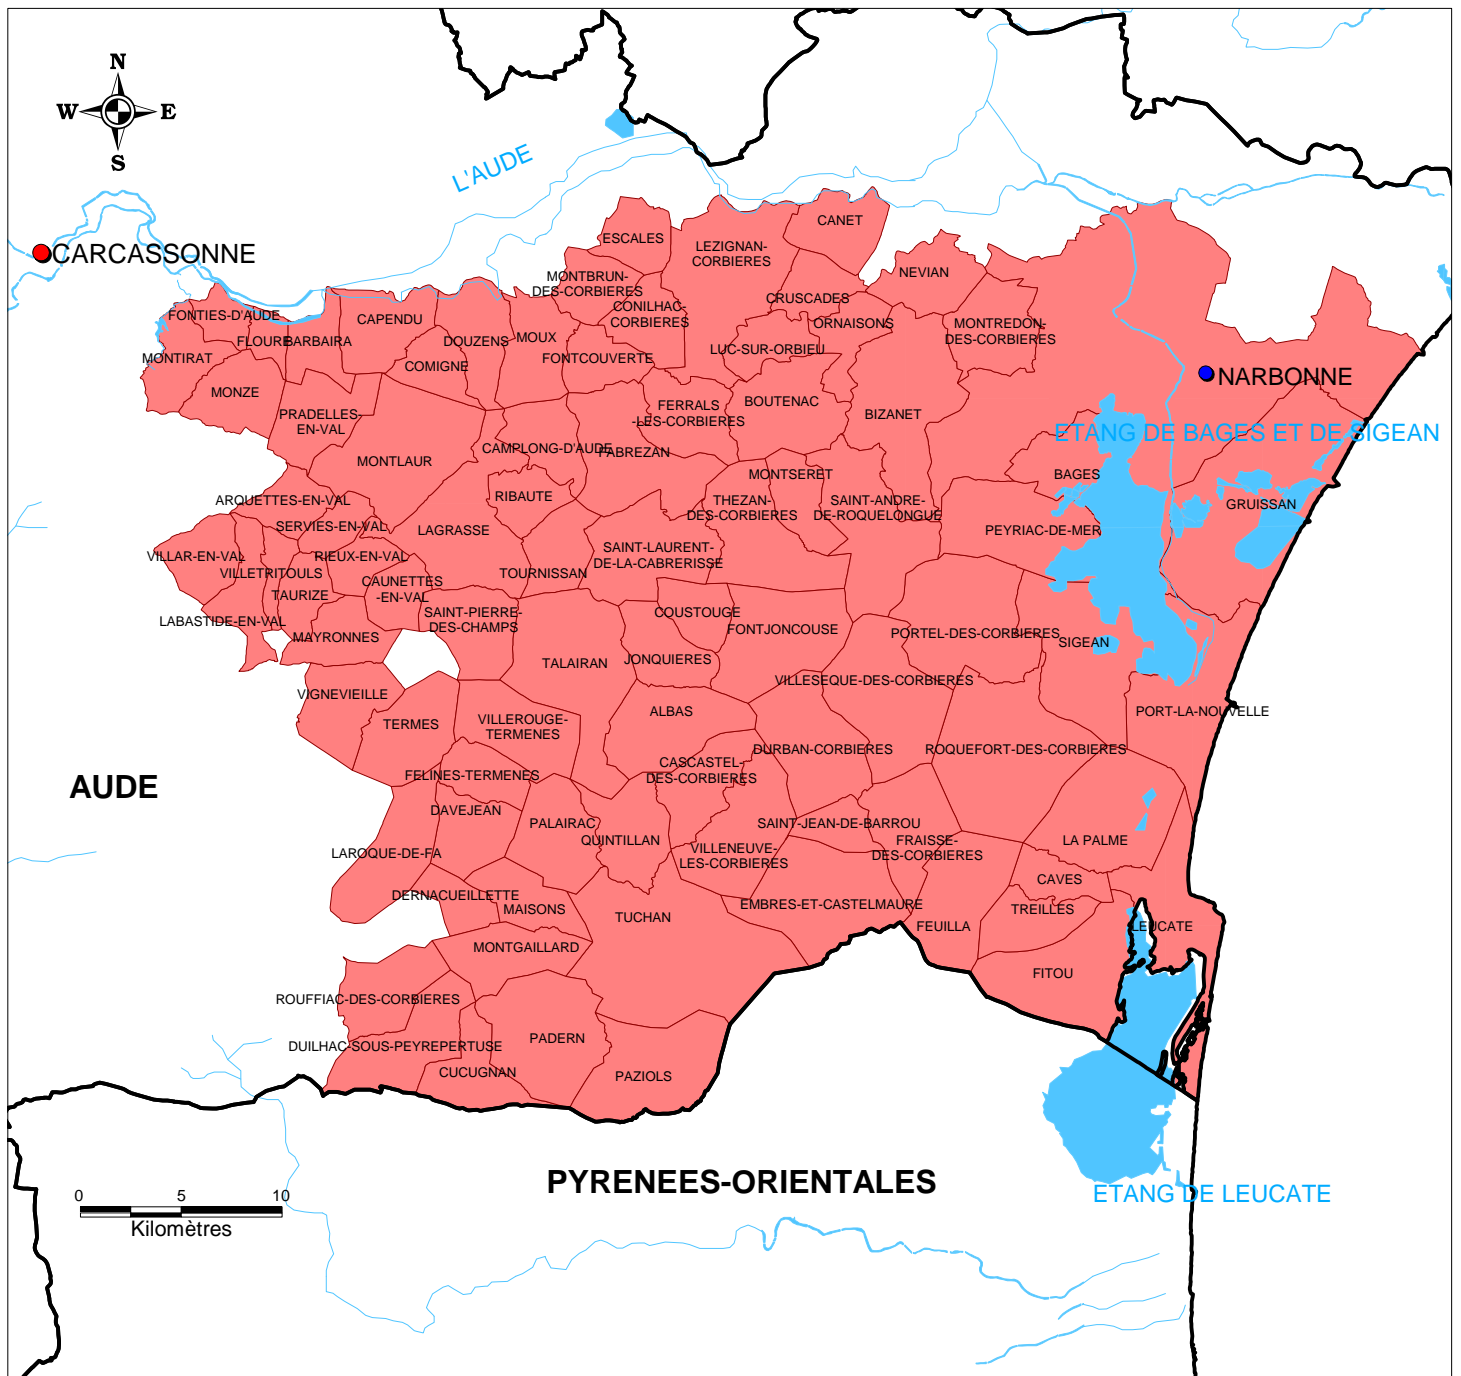 N
W E
S
L'AUDE
CARCASSONNE
CANET
ESCALES
LEZIGNAN-
CORBIERES
NEVIAN
MONTBRUN-
DES-CORBIERES
CONILHAC-
CORBIERES
CRUSCADES
ORNAISONS
MONTREDON-
DES-CORBIERES
FONTIES-D'AUDE
FLOURE
BARBAIRA
CAPENDU
DOUZENS
MOUX
COMIGNE
FONTCOUVERTE
LUC-SUR-ORBIEU
MONTIRAT
MONZE
NARBONNE
PRADELLES-
EN-VAL
FERRALS
-LES-CORBIERES
BOUTENAC
BIZANET
ETANG DE BAGES ET DE SIGEAN
CAMPLONG-D'AUDE
FABREZAN
MONTLAUR
MONTSERET
BAGES
ARQUETTES-EN-VAL
RIBAUTE
THEZAN-
DES-CORBIERES
SAINT-ANDRE-
DE-ROQUELONGUE
GRUISSAN
SERVIES-EN-VAL
LAGRASSE
PEYRIAC-DE-MER
VILLAR-EN-VAL
RIEUX-EN-VAL
SAINT-LAURENT-
DE-LA-CABRERISSE
VILLETRITOULS
CAUNETTES
-EN-VAL
TOURNISSAN
TAURIZE
LABASTIDE-EN-VAL
MAYRONNES
SAINT-PIERRE-
DES-CHAMPS
COUSTOUGE
FONTJONCOUSE
PORTEL-DES-CORBIERES
SIGEAN
TALAIRAN
JONQUIERES
VILLESEQUE-DES-CORBIERES
VIGNEVIEILLE
TERMES
VILLEROUGE-
TERMENES
ALBAS
PORT-LA-NOUVELLE
DURBAN-CORBIERES
ROQUEFORT-DES-CORBIERES
AUDE
FELINES-TERMENES
CASCASTEL-
DES-CORBIERES
DAVEJEAN
PALAIRAC
QUINTILLAN
SAINT-JEAN-DE-BARROU
FRAISSE-
DES-CORBIERES
LA PALME
LAROQUE-DE-FA
VILLENEUVE-
LES-CORBIERES
CAVES
DERNACUEILLETTE
MAISONS
TUCHAN
EMBRES-ET-CASTELMAURE
TREILLES
FEUILLA
LEUCATE
MONTGAILLARD
FITOU
ROUFFIAC-DES-CORBIERES
DUILHAC-SOUS-PEYREPERTUSE
PADERN
CUCUGNAN
PAZIOLS
PYRENEES-ORIENTALES
ETANG DE LEUCATE
0 5 10
Kilomètres